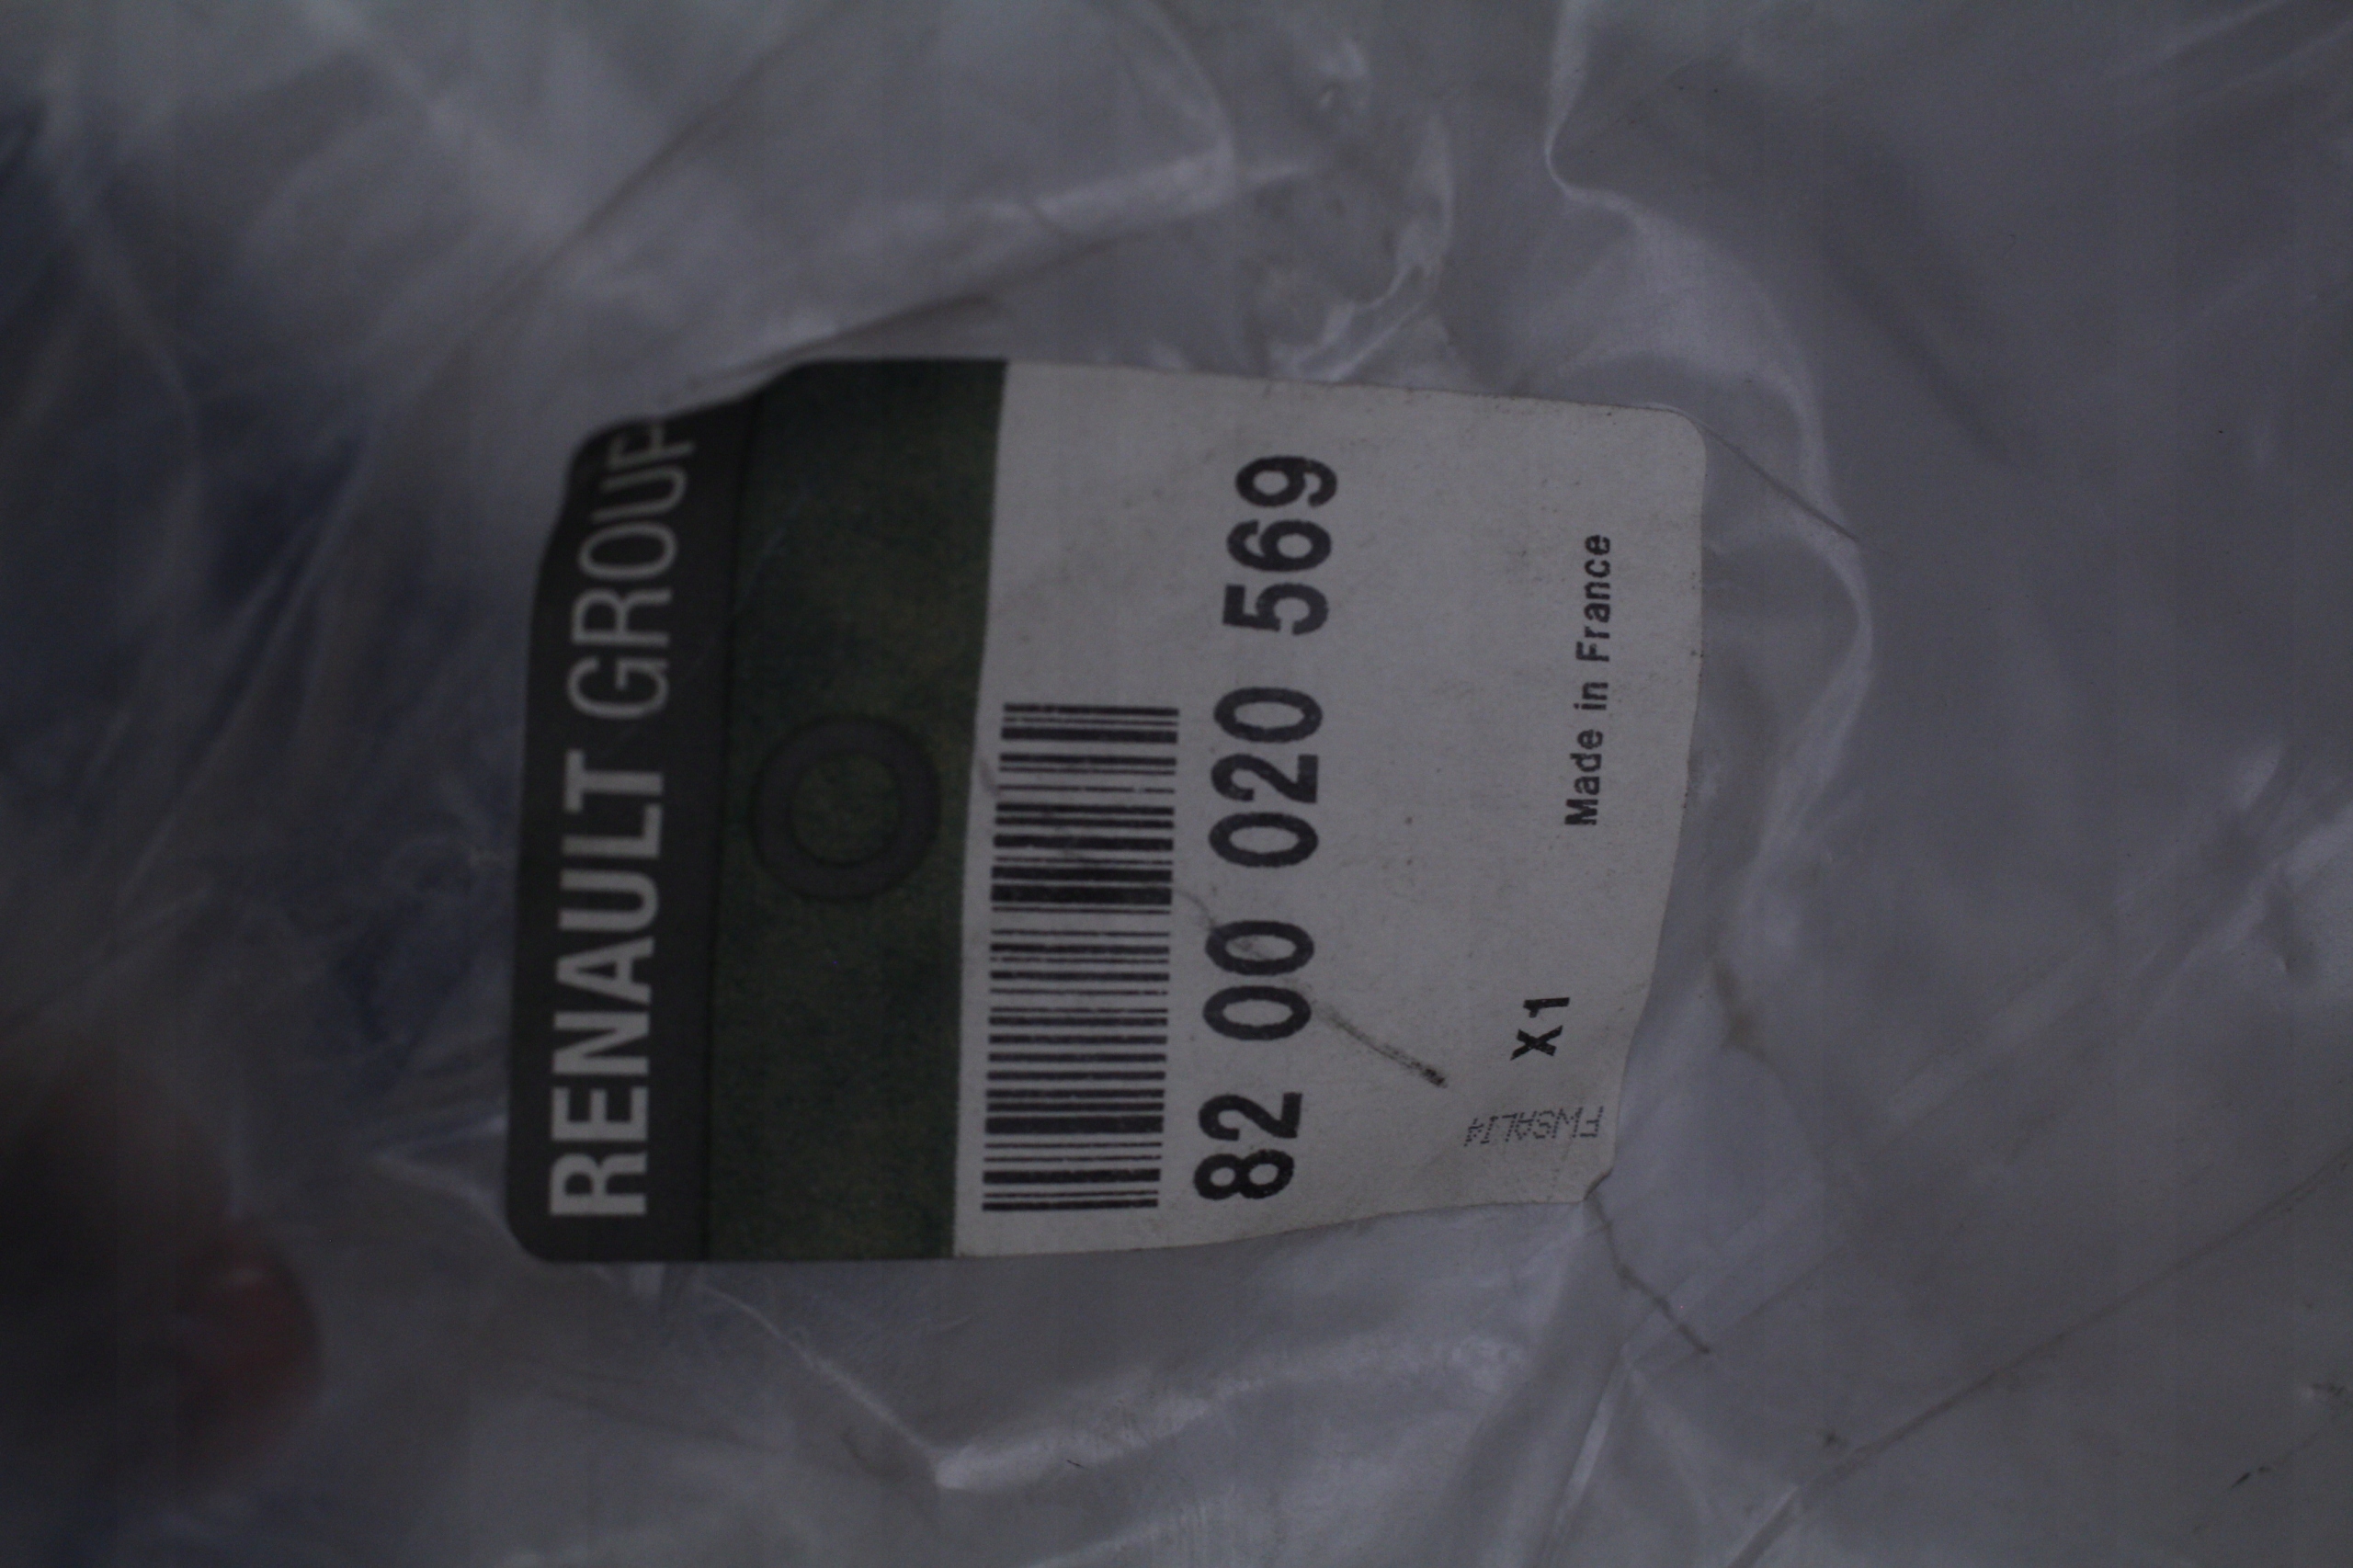 RENAULT GROUP
82 00 020 569
X1
Made in France
FWSAL14